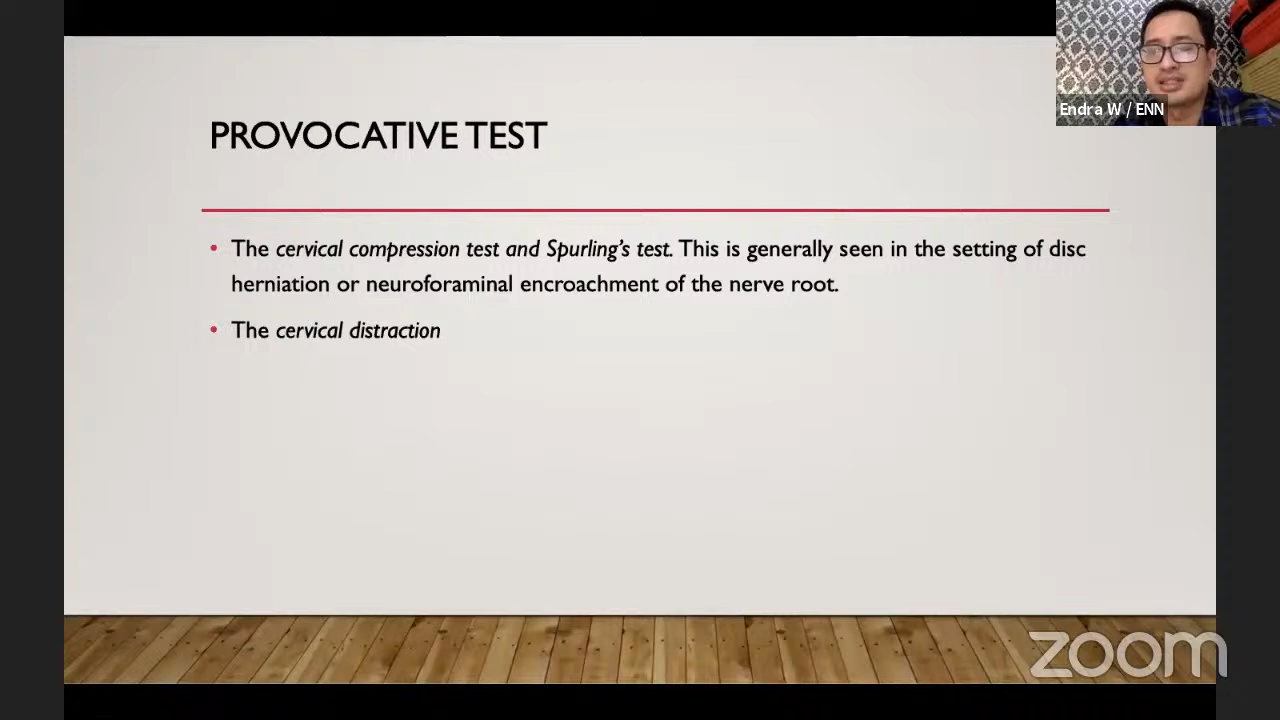 Endra W / ENN
PROVOCATIVE TEST
• The cervical compression test and Spurling’s test. This is generally seen in the setting of disc
herniation or neuroforaminal encroachment of the nerve root.
• The cervical distraction
zoom